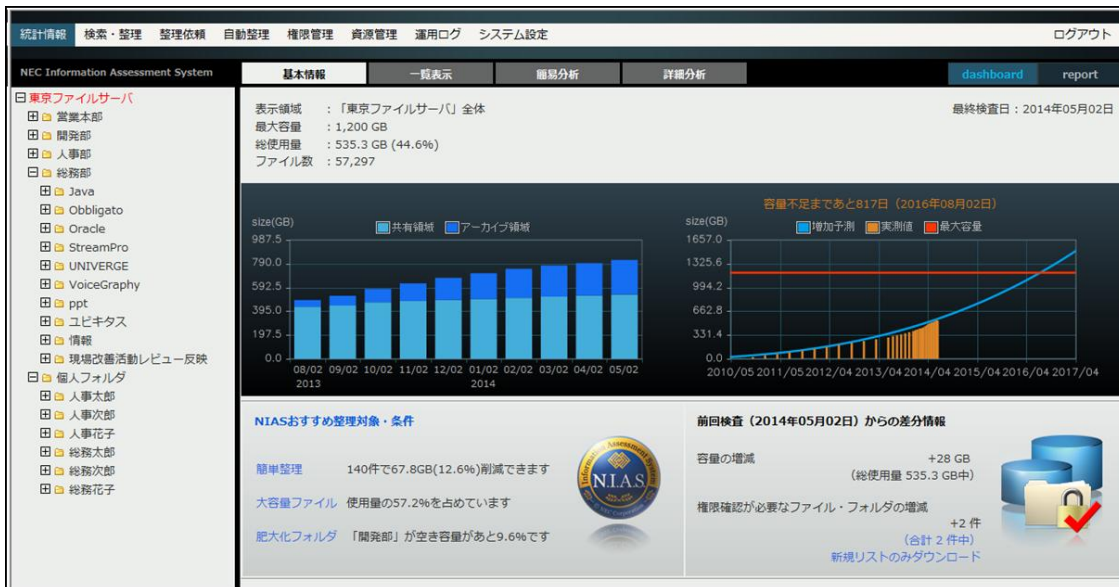 統計情報 検索・整理 整理依頼 自動整理 権限管理 資源管理 運用ログ システム設定 ログアウト
NEC Information Assessment System
基本情報 一覧表示 簡易分析 詳細分析 dashboard report
東京ファイルサーバ
営業本部
開発部
人事部
総務部
Java
Obbligato
Oracle
StreamPro
UNIVERGE
VoiceGraphy
ppt
ユビキタス
情報
現場改善活動レビュー反映
個人フォルダ
人事太郎
人事次郎
人事花子
総務太郎
総務次郎
総務花子
表示領域 : 「東京ファイルサーバ」全体
最大容量 : 1,200 GB
総使用量 : 535.3 GB (44.6%)
ファイル数 : 57,297
最終検査日：2014年05月02日
size(GB)
共有領域 アーカイブ領域
987.5
790.0
592.5
395.0
197.5
0.0
08/02 09/02 10/02 11/02 12/02 01/02 02/02 03/02 04/02 05/02
2013 2014
容量不足まであと817日（2016年08月02日）
size(GB)
増加予測 実測値 最大容量
1657.0
1325.6
994.2
662.8
331.4
0.0
2010/05 2011/05 2012/04 2013/04 2014/04 2015/04 2016/04 2017/04
NIASおすすめ整理対象・条件
簡単整理 140件で67.8GB(12.6%)削減できます
大容量ファイル 使用量の57.2%を占めています
肥大化フォルダ 「開発部」が空き容量があと9.6%です
Information Assessment System
N.I.A.S
© NEC Corporation
前回検査（2014年05月02日）からの差分情報
容量の増減 +28 GB
（総使用量 535.3 GB中）
権限確認が必要なファイル・フォルダの増減
+2 件
（合計 2 件中）
新規リストのみダウンロード